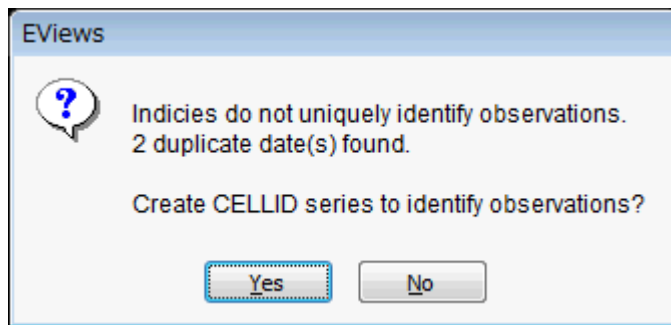 EViews
Indicies do not uniquely identify observations.
2 duplicate date(s) found.
Create CELLID series to identify observations?
Yes No